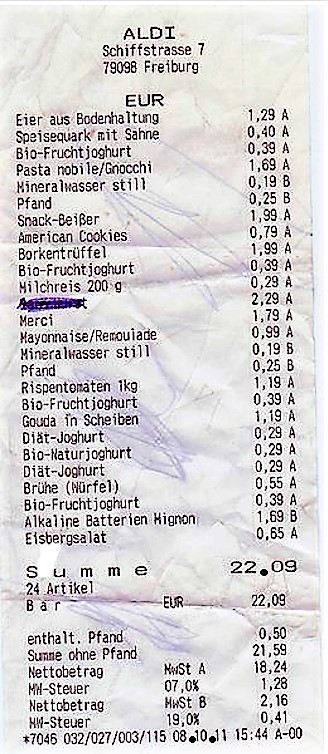 ALDI
Schiffstrasse 7
79098 Freiburg
EUR
Eier aus Bodenhaltung 1,29 A
Speisequark mit Sahne 0,40 A
Bio-Fruchtjoghurt 0,39 A
Pasta nobile/Gnocchi 1,69 A
Mineralwasser still 0,19 B
Pfand 0,25 B
Snack-Beißer 1,99 A
American Cookies 0,79 A
Borkentrüffel 1,99 A
Bio-Fruchtjoghurt 0,39 A
Milchreis 200 g 0,29 A
2,29 A
Merci 1,79 A
Mayonnaise/Remoulade 0,99 A
Mineralwasser still 0,19 B
Pfand 0,25 B
Rispentomaten 1kg 1,19 A
Bio-Fruchtjoghurt 0,39 A
Gouda in Scheiben 1,19 A
Diät-Joghurt 0,29 A
Bio-Naturjoghurt 0,29 A
Diät-Joghurt 0,29 A
Brühe (Würfel) 0,55 A
Bio-Fruchtjoghurt 0,39 A
Alkaline Batterien Mignon 1,69 B
Eisbergsalat 0,65 A
Summe 22.09
24 Artikel
Bar EUR 22,09
enthalt. Pfand 0,50
Summe ohne Pfand 21,59
Nettobetrag MwSt A 18,24
MW-Steuer 07,0% 1,28
Nettobetrag MwSt B 2,16
MW-Steuer 19,0% 0,41
*7046 032/027/003/115 08.10.11 15:44 A-00